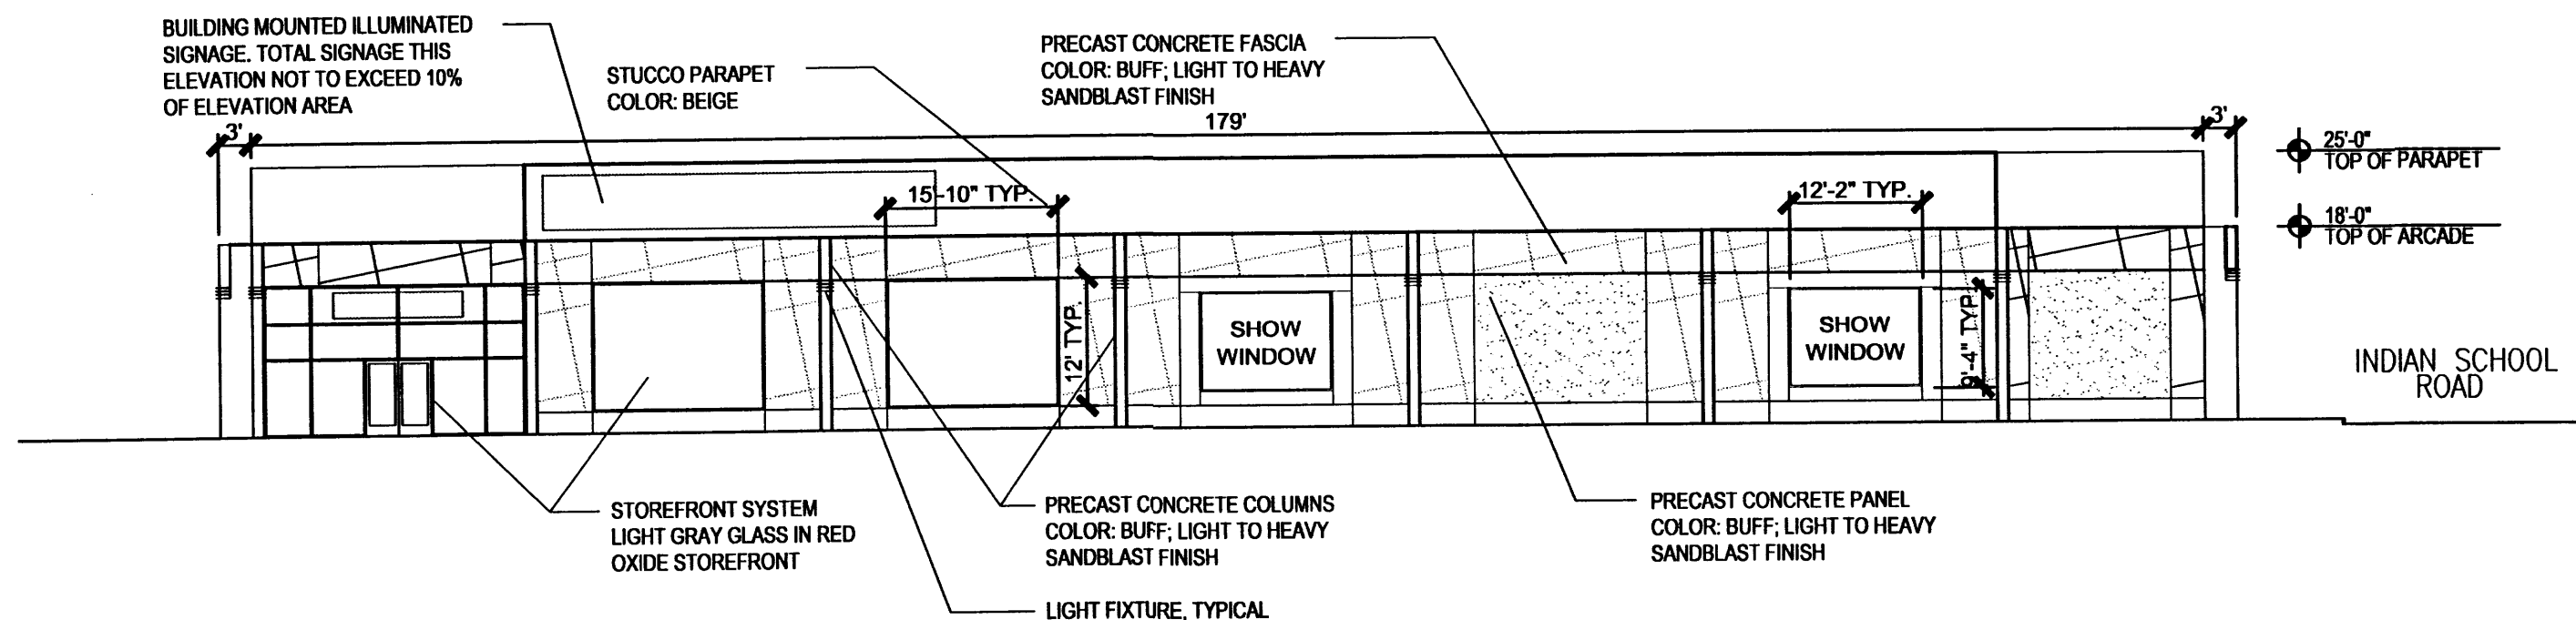 BUILDING MOUNTED ILLUMINATED
SIGNAGE. TOTAL SIGNAGE THIS
ELEVATION NOT TO EXCEED 10%
OF ELEVATION AREA
STUCCO PARAPET
COLOR: BEIGE
PRECAST CONCRETE FASCIA
COLOR: BUFF; LIGHT TO HEAVY
SANDBLAST FINISH
3'
179'
3'
25'-0"
TOP OF PARAPET
15'-10" TYP.
12'-2" TYP.
18'-0"
TOP OF ARCADE
12' TYP.
SHOW
WINDOW
SHOW
WINDOW
9'-4" TYP.
INDIAN SCHOOL
ROAD
STOREFRONT SYSTEM
LIGHT GRAY GLASS IN RED
OXIDE STOREFRONT
PRECAST CONCRETE COLUMNS
COLOR: BUFF; LIGHT TO HEAVY
SANDBLAST FINISH
PRECAST CONCRETE PANEL
COLOR: BUFF; LIGHT TO HEAVY
SANDBLAST FINISH
LIGHT FIXTURE, TYPICAL